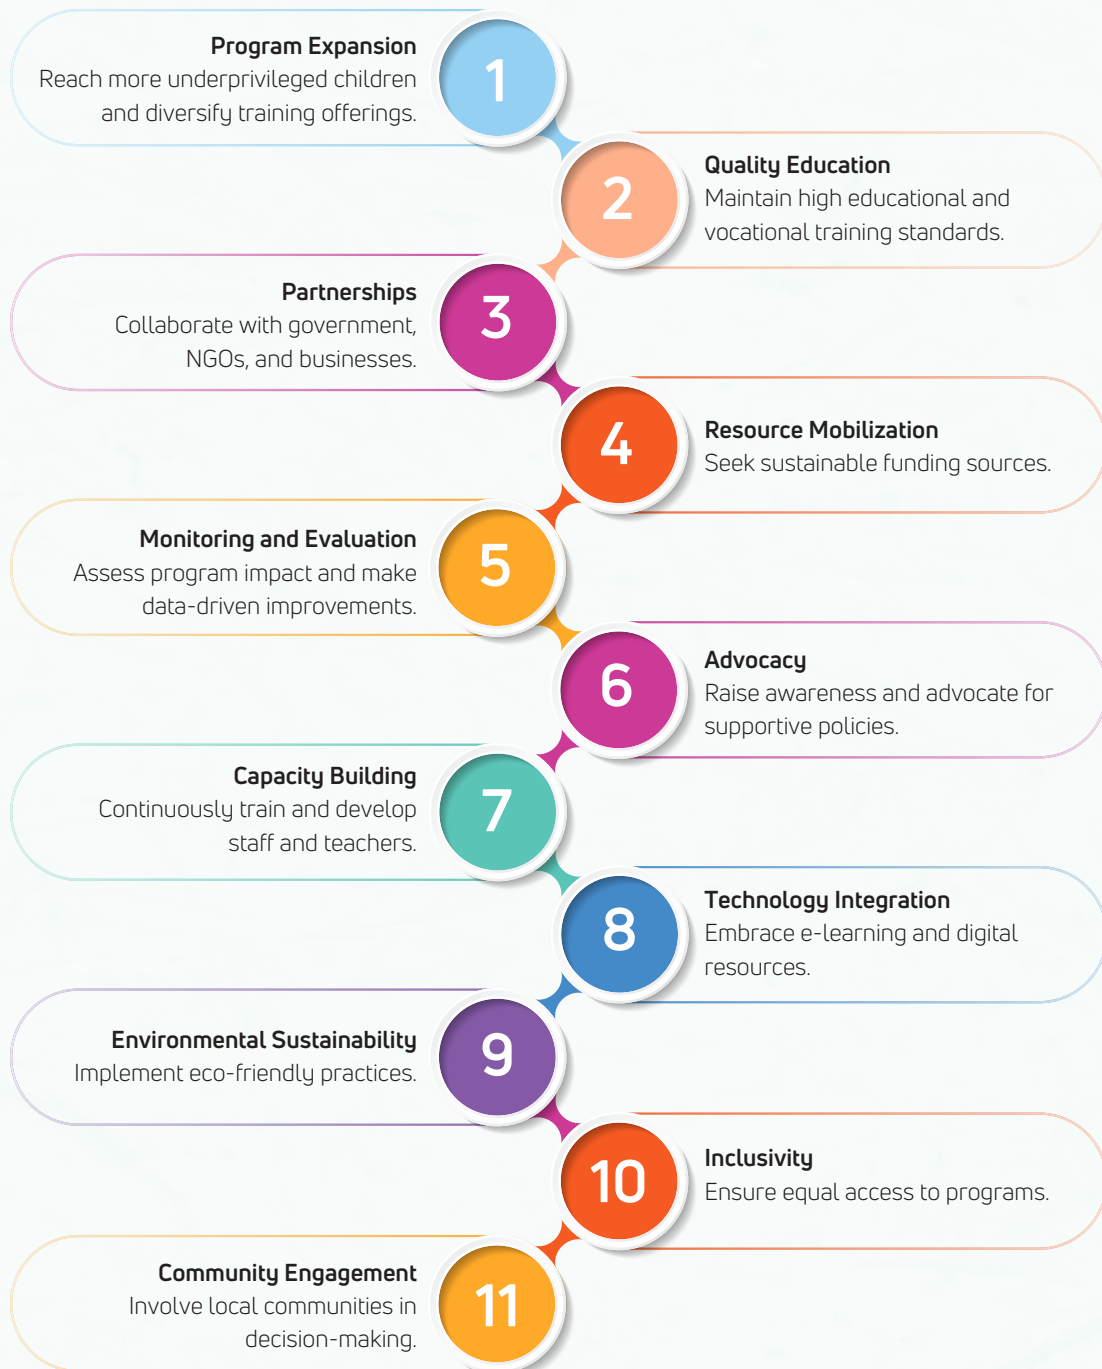 1
Program Expansion
Reach more underprivileged children
and diversify training offerings.
2
Quality Education
Maintain high educational and
vocational training standards.
3
Partnerships
Collaborate with government,
NGOs, and businesses.
4
Resource Mobilization
Seek sustainable funding sources.
5
Monitoring and Evaluation
Assess program impact and make
data-driven improvements.
6
Advocacy
Raise awareness and advocate for
supportive policies.
7
Capacity Building
Continuously train and develop
staff and teachers.
8
Technology Integration
Embrace e-learning and digital
resources.
9
Environmental Sustainability
Implement eco-friendly practices.
10
Inclusivity
Ensure equal access to programs.
11
Community Engagement
Involve local communities in
decision-making.